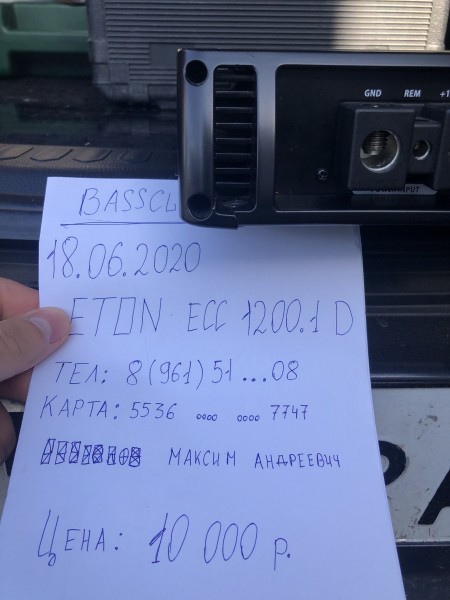 GND REM +1
BASSCL
18.06.2020
ETON ECC 1200.1 D
ТЕЛ: 8(961)51...08
КАРТА: 5536 °°°° °°°° 7747
МАКСИМ АНДРЕЕВИЧ
ЦЕНА: 10 000 р.